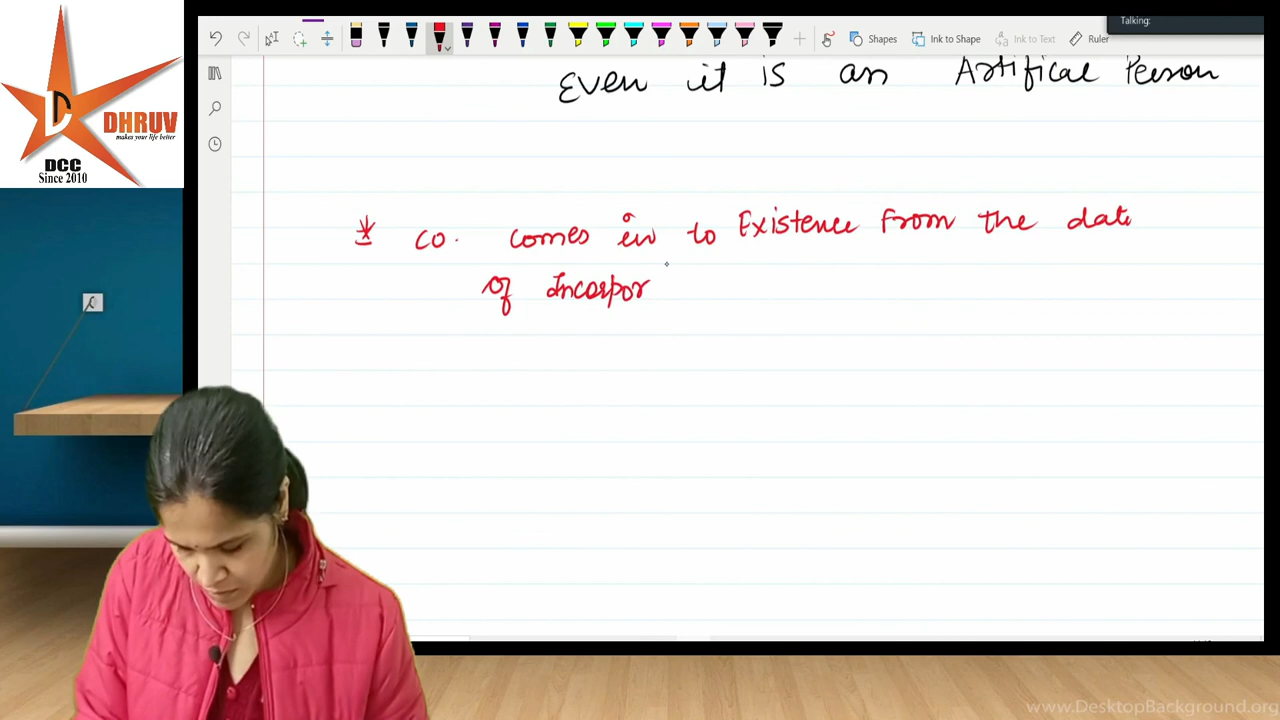 Talking:
Shapes
Ink to Shape
Ink to Text
Ruler
D
DHRUV
makes your life better
DCC
Since 2010
Even it is an Artifical Person
* co. comes in to Existence from the date
of Incorpor
www.DesktopBackground.org